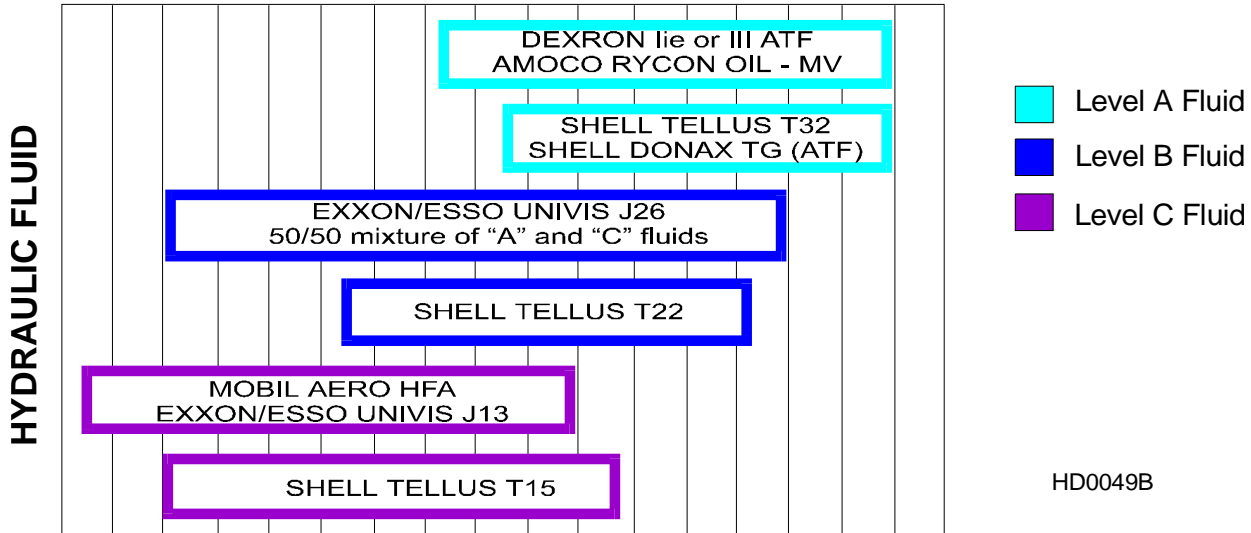 HYDRAULIC FLUID
DEXRON IIe or III ATF
AMOCO RYCON OIL - MV
SHELL TELLUS T32
SHELL DONAX TG (ATF)
EXXON/ESSO UNIVIS J26
50/50 mixture of “A” and “C” fluids
SHELL TELLUS T22
MOBIL AERO HFA
EXXON/ESSO UNIVIS J13
SHELL TELLUS T15
Level A Fluid
Level B Fluid
Level C Fluid
HD0049B